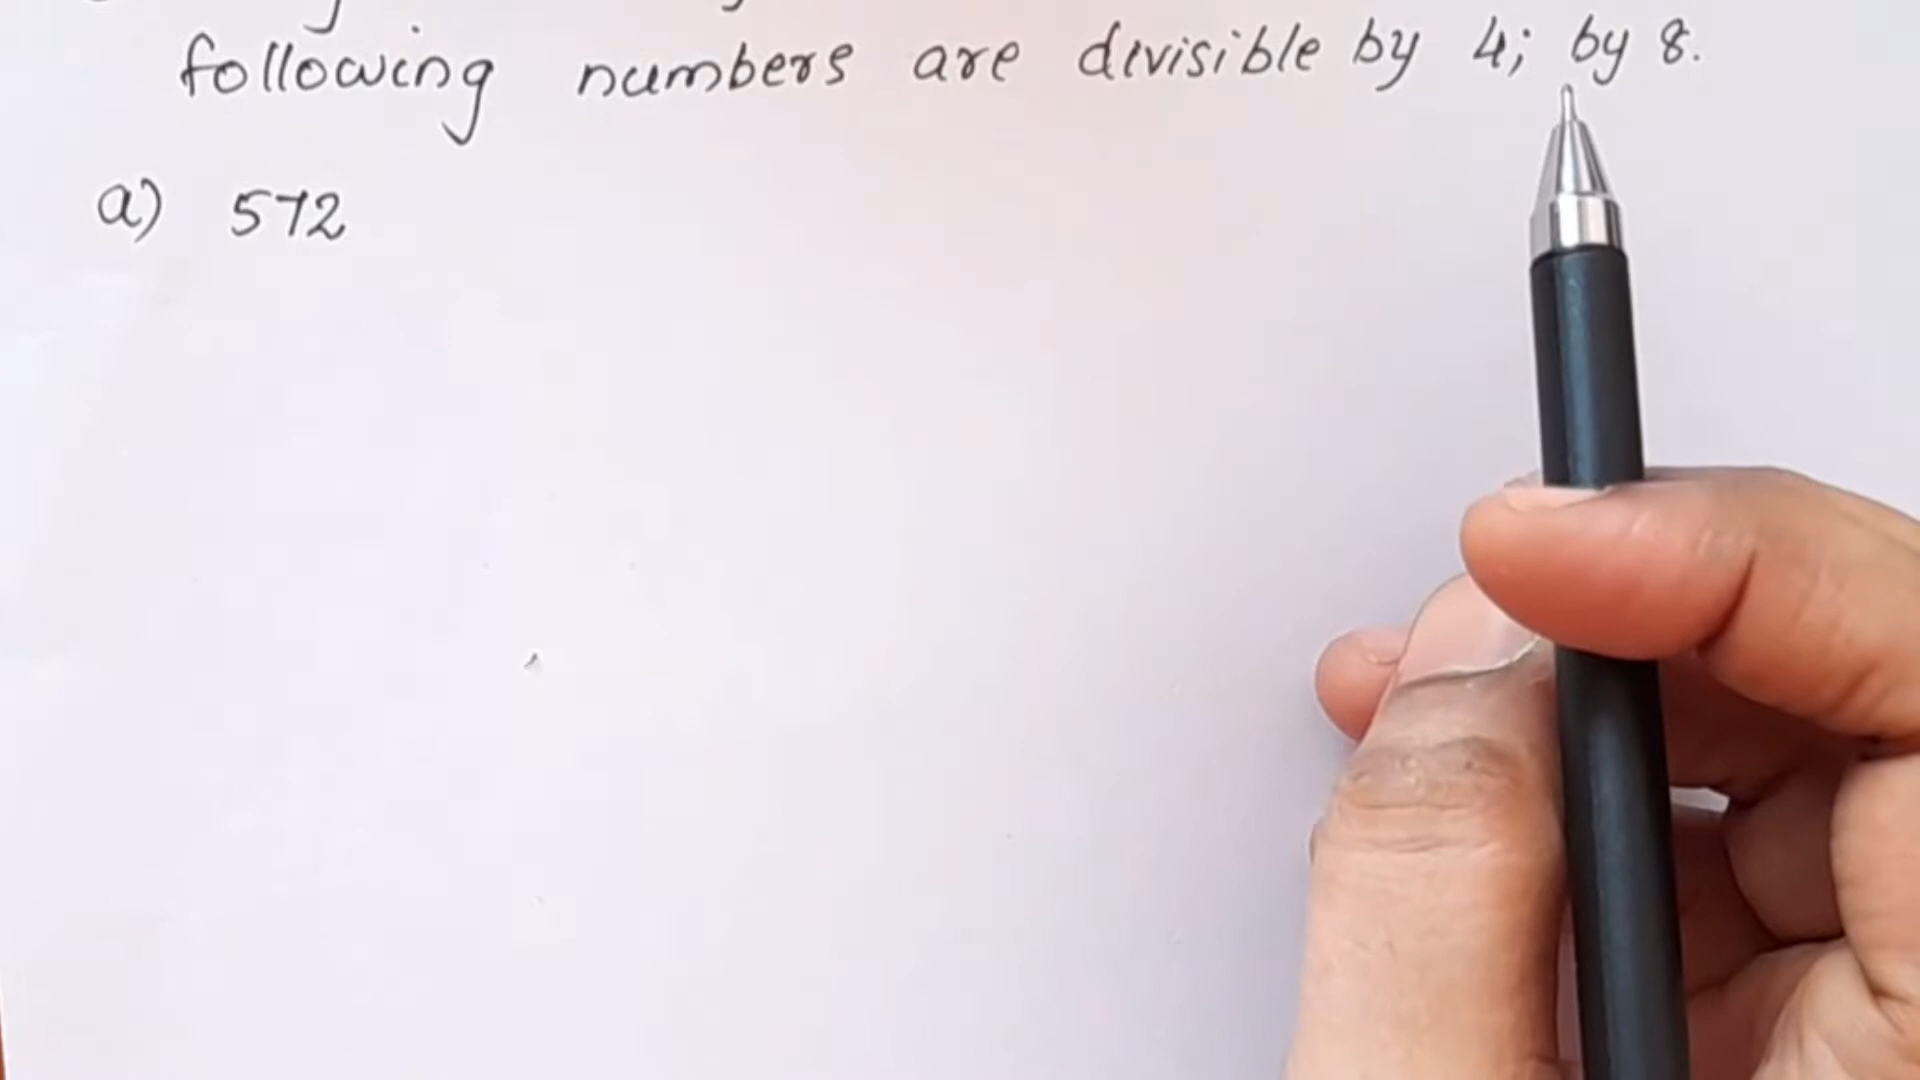 following numbers are divisible by 4; by 8.
a) 572